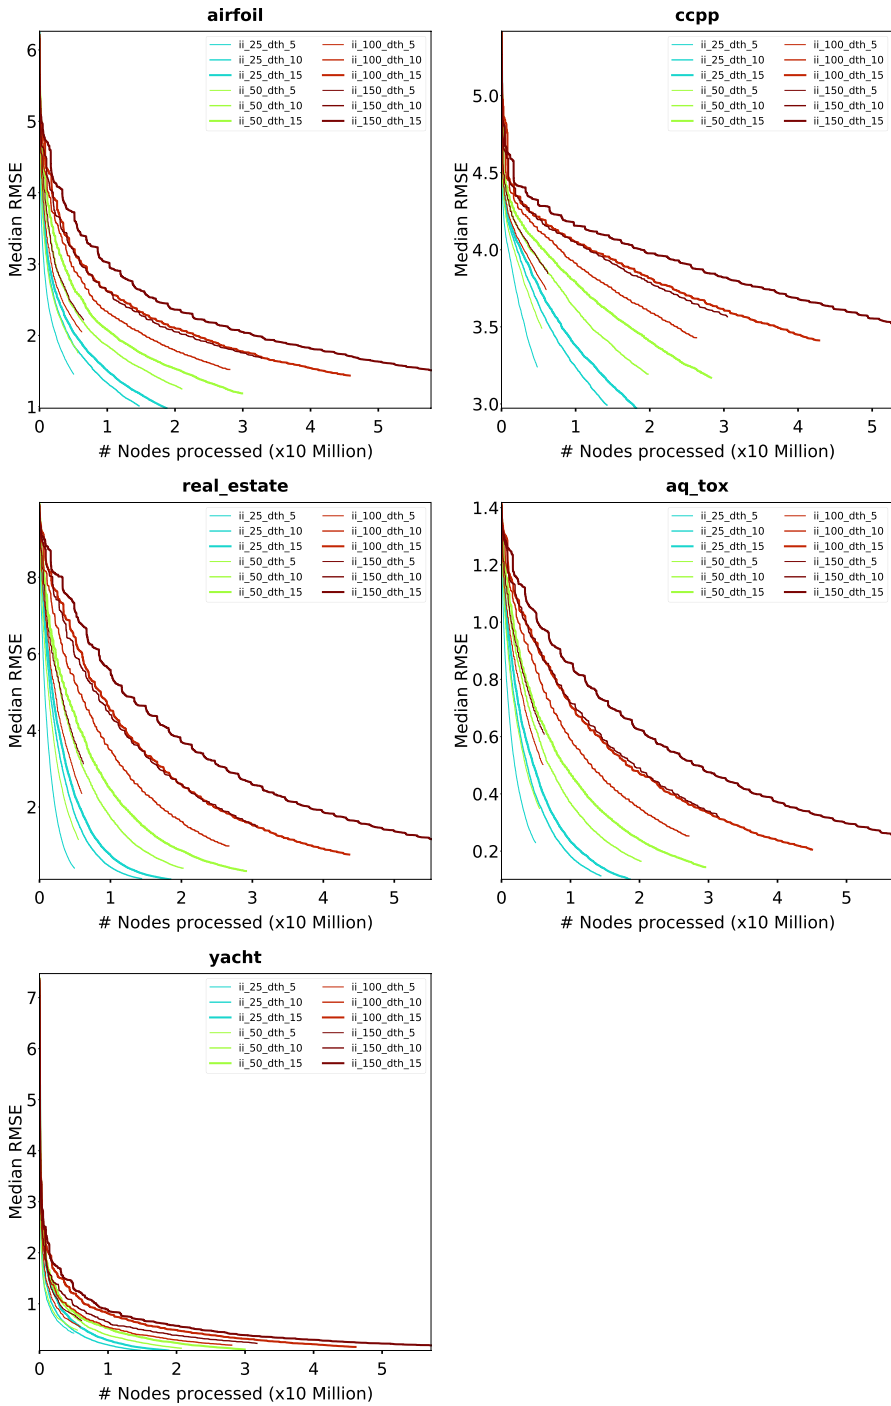 airfoil
ii_25_dth_5 ii_100_dth_5
ii_25_dth_10 ii_100_dth_10
ii_25_dth_15 ii_100_dth_15
ii_50_dth_5 ii_150_dth_5
ii_50_dth_10 ii_150_dth_10
ii_50_dth_15 ii_150_dth_15
Median RMSE
6
5
4
3
2
1
0 1 2 3 4 5
# Nodes processed (x10 Million)
ccpp
ii_25_dth_5 ii_100_dth_5
ii_25_dth_10 ii_100_dth_10
ii_25_dth_15 ii_100_dth_15
ii_50_dth_5 ii_150_dth_5
ii_50_dth_10 ii_150_dth_10
ii_50_dth_15 ii_150_dth_15
Median RMSE
5.0
4.5
4.0
3.5
3.0
0 1 2 3 4 5
# Nodes processed (x10 Million)
real_estate
ii_25_dth_5 ii_100_dth_5
ii_25_dth_10 ii_100_dth_10
ii_25_dth_15 ii_100_dth_15
ii_50_dth_5 ii_150_dth_5
ii_50_dth_10 ii_150_dth_10
ii_50_dth_15 ii_150_dth_15
Median RMSE
8
6
4
2
0 1 2 3 4 5
# Nodes processed (x10 Million)
aq_tox
ii_25_dth_5 ii_100_dth_5
ii_25_dth_10 ii_100_dth_10
ii_25_dth_15 ii_100_dth_15
ii_50_dth_5 ii_150_dth_5
ii_50_dth_10 ii_150_dth_10
ii_50_dth_15 ii_150_dth_15
Median RMSE
1.4
1.2
1.0
0.8
0.6
0.4
0.2
0 1 2 3 4 5
# Nodes processed (x10 Million)
yacht
ii_25_dth_5 ii_100_dth_5
ii_25_dth_10 ii_100_dth_10
ii_25_dth_15 ii_100_dth_15
ii_50_dth_5 ii_150_dth_5
ii_50_dth_10 ii_150_dth_10
ii_50_dth_15 ii_150_dth_15
Median RMSE
7
6
5
4
3
2
1
0 1 2 3 4 5
# Nodes processed (x10 Million)